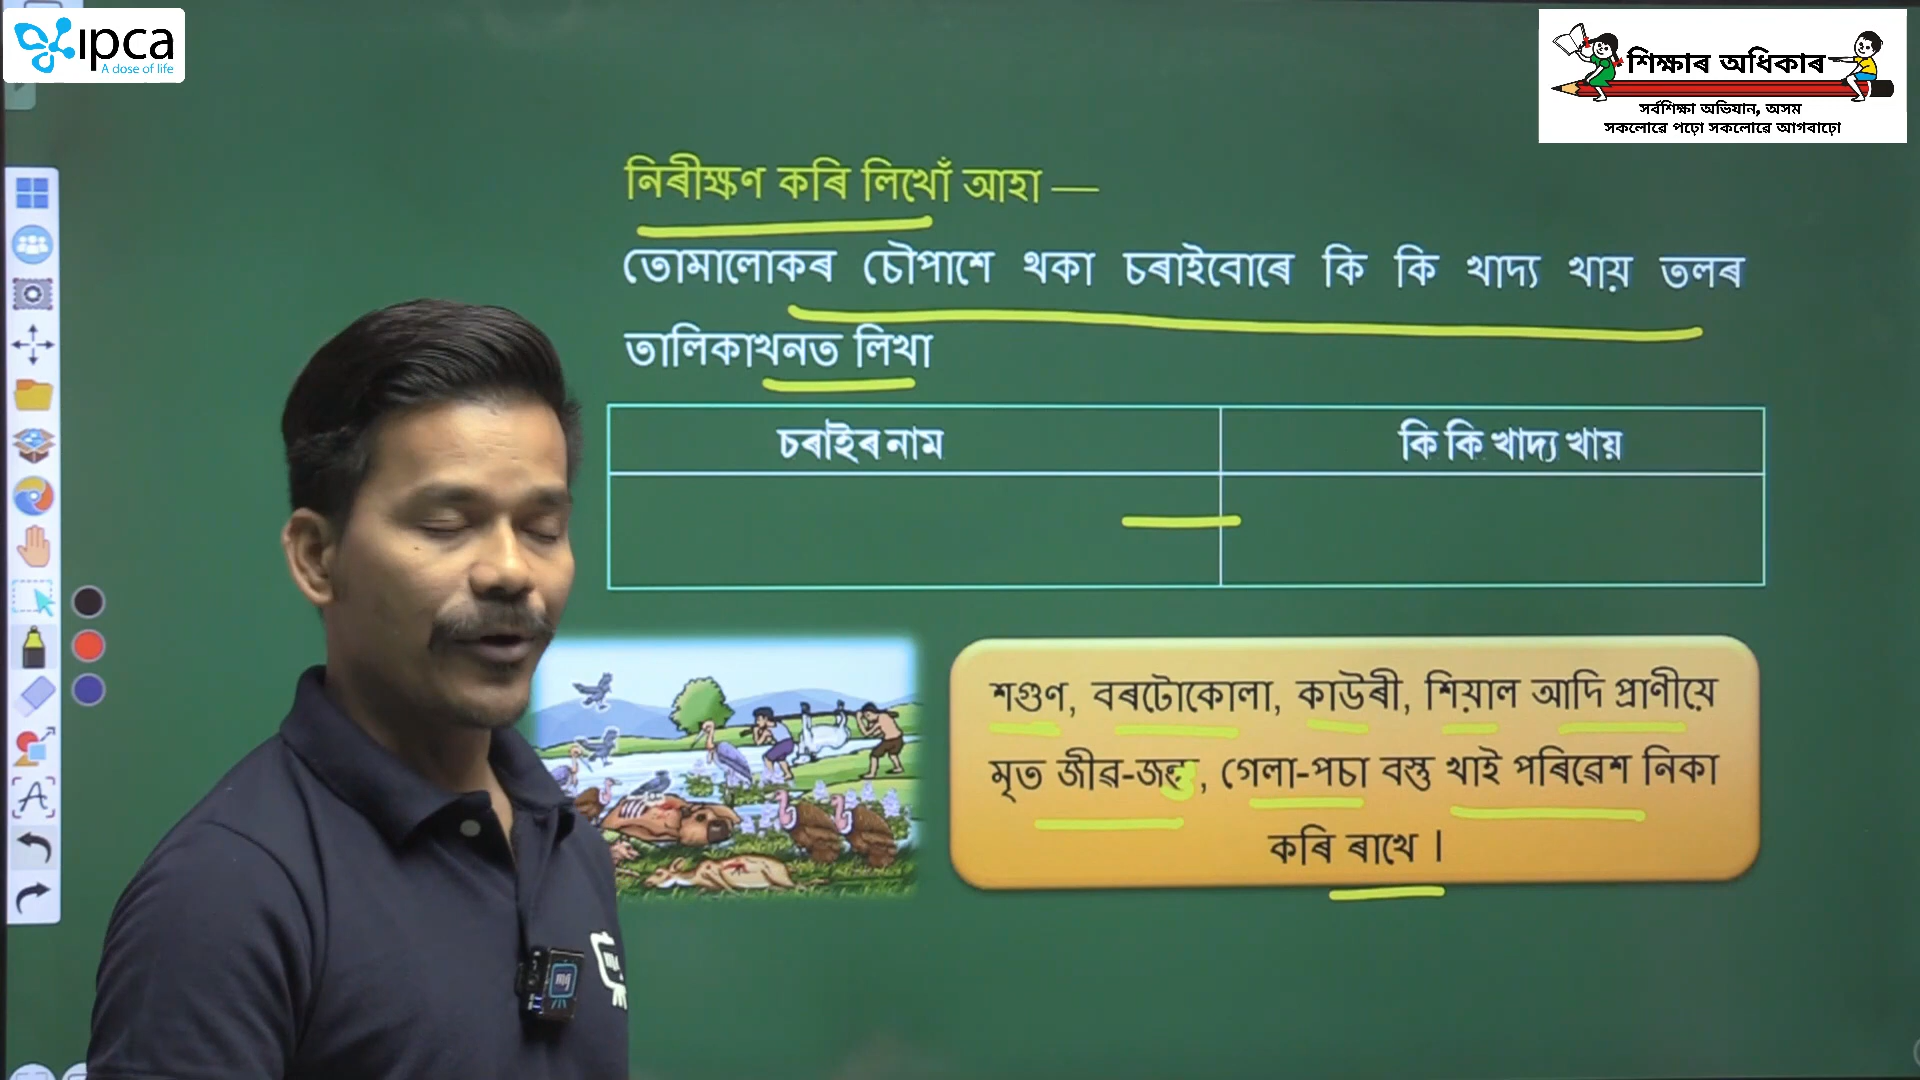 ipca
A dose of life
শিক্ষাৰ অধিকাৰ
সৰ্বশিক্ষা অভিযান, অসম
সকলোৱে পঢ়ো সকলোৱে আগবাঢ়ো
নিৰীক্ষণ কৰি লিখোঁ আহা —
তোমালোকৰ চৌপাশে থকা চৰাইবোৰে কি কি খাদ্য খায় তলৰ
তালিকাখনত লিখা
চৰাইৰ নাম
কি কি খাদ্য খায়
শগুণ, বৰটোকোলা, কাউৰী, শিয়াল আদি প্ৰাণীয়ে
মৃত জীৱ-জন্তু, গেলা-পচা বস্তু খাই পৰিৱেশ নিকা
কৰি ৰাখে ।